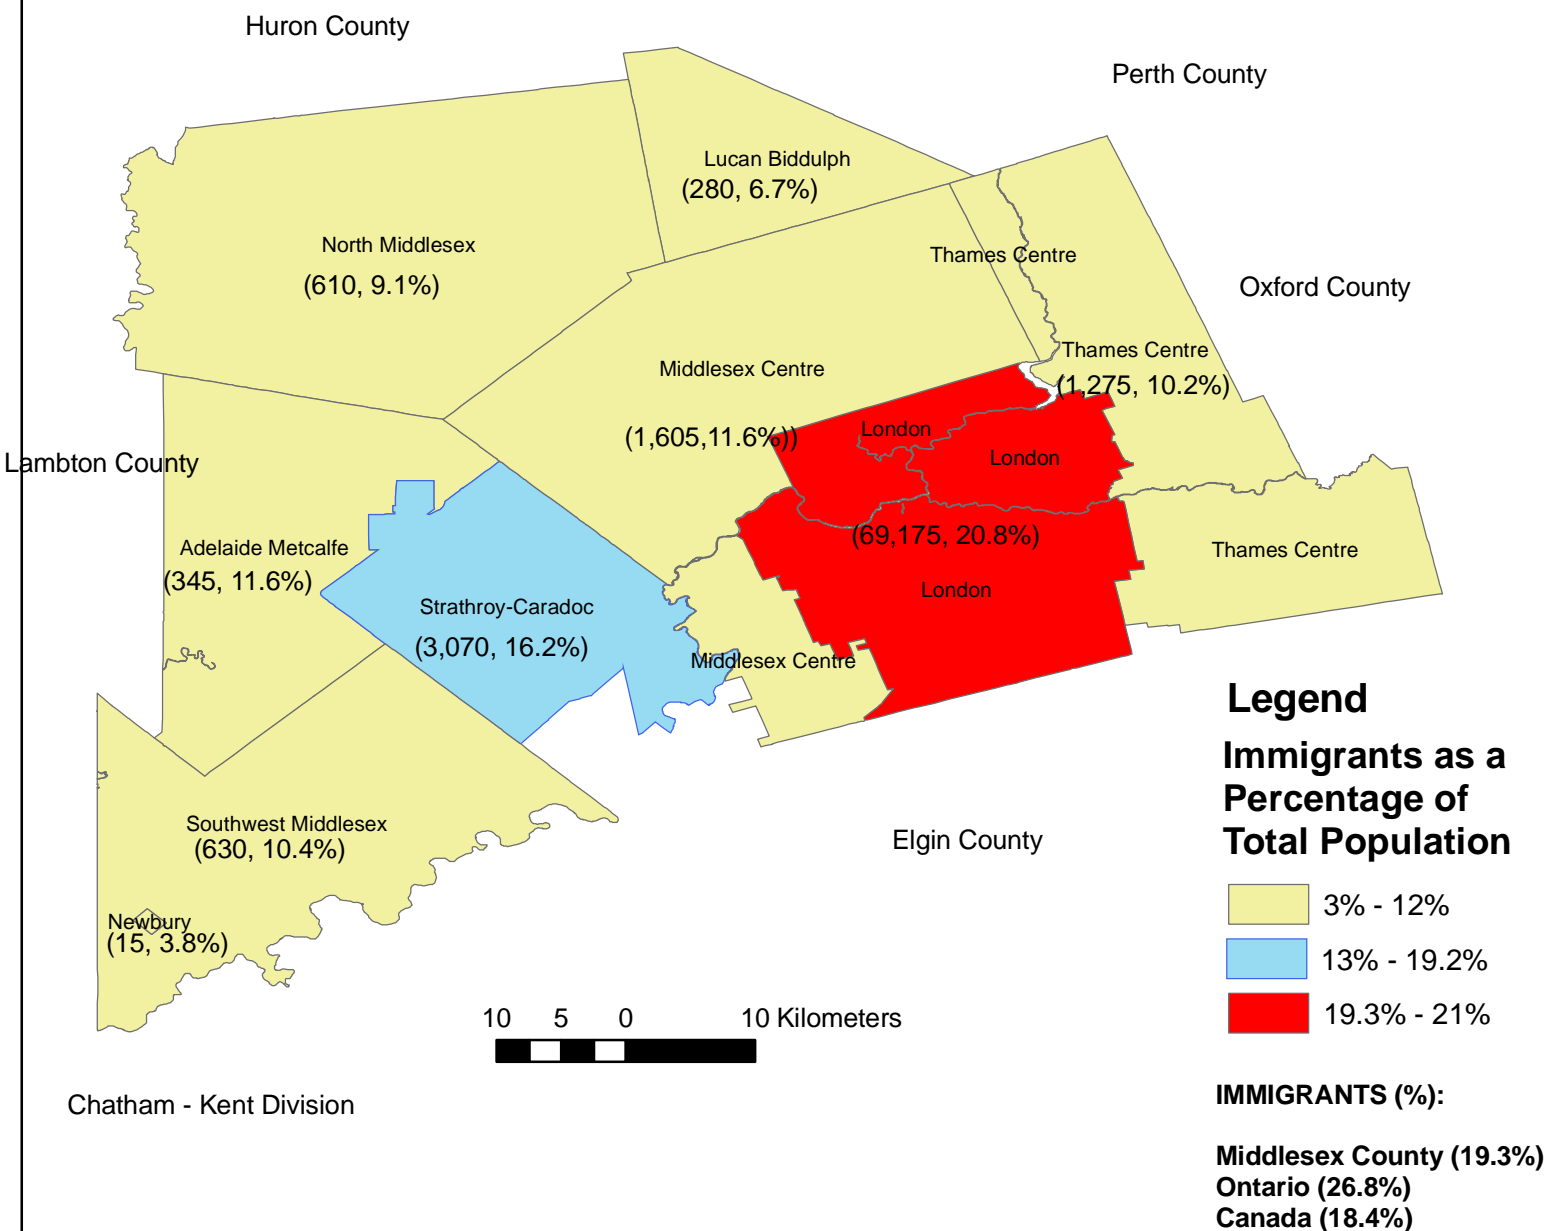 Huron County
Perth County
Lucan Biddulph
(280, 6.7%)
North Middlesex
(610, 9.1%)
Thames Centre
Oxford County
Thames Centre
(1,275, 10.2%)
Middlesex Centre
(1,605,11.6%))
London
London
Lambton County
(69,175, 20.8%)
London
Thames Centre
Adelaide Metcalfe
(345, 11.6%)
Strathroy-Caradoc
(3,070, 16.2%)
Middlesex Centre
Southwest Middlesex
(630, 10.4%)
Elgin County
Newbury
(15, 3.8%)
10 5 0 10 Kilometers
Chatham - Kent Division
Legend
Immigrants as a
Percentage of
Total Population
3% - 12%
13% - 19.2%
19.3% - 21%
IMMIGRANTS (%):
Middlesex County (19.3%)
Ontario (26.8%)
Canada (18.4%)